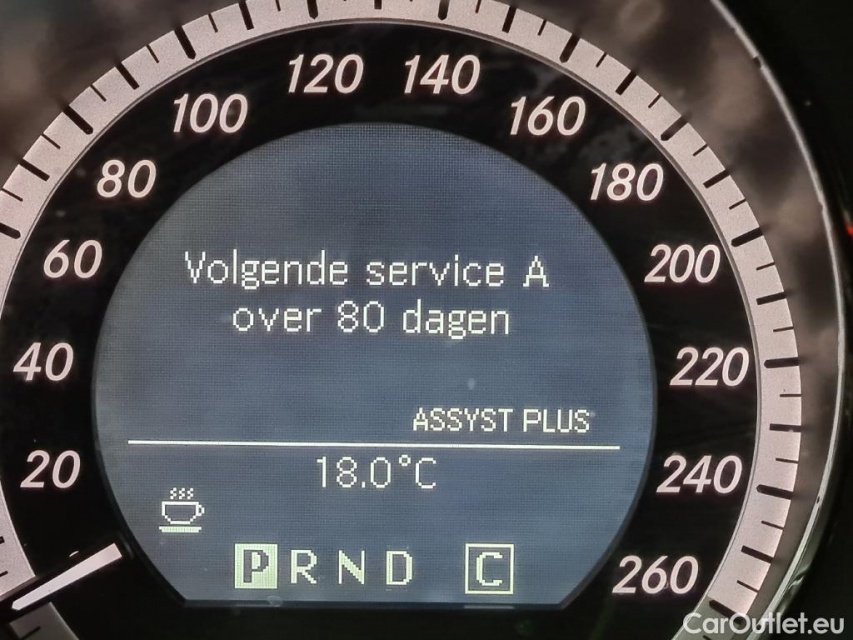 120 140
100 160
80 180
60 200
Volgende service A
over 80 dagen
40 220
ASSYST PLUS
20 18.0°C 240
P R N D C
260
CarOutlet.eu